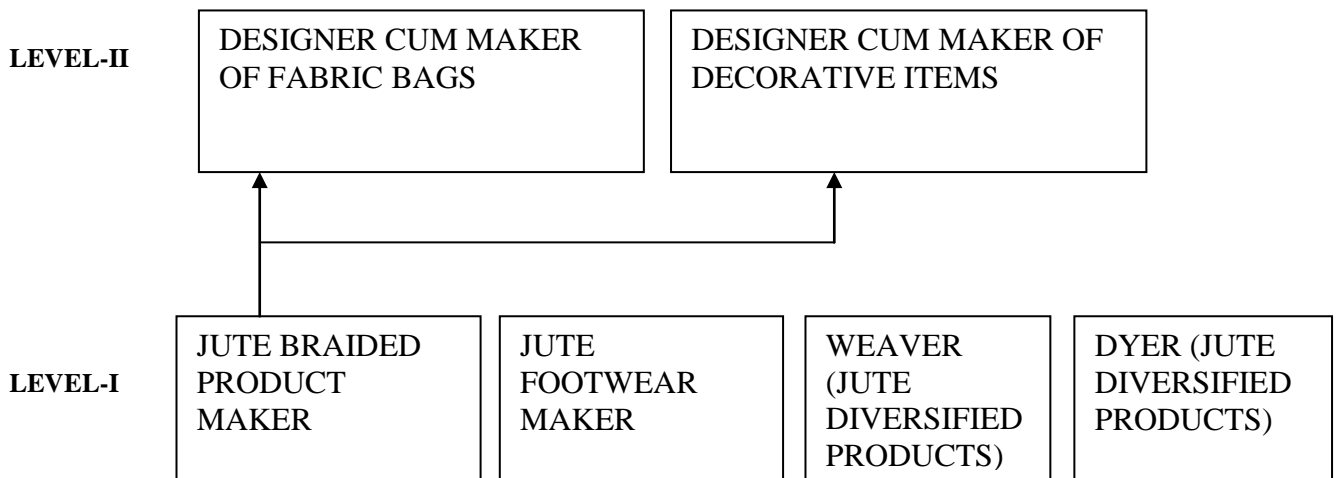 LEVEL-II
DESIGNER CUM MAKER
OF FABRIC BAGS
DESIGNER CUM MAKER OF
DECORATIVE ITEMS
LEVEL-I
JUTE BRAIDED
PRODUCT
MAKER
JUTE
FOOTWEAR
MAKER
WEAVER
(JUTE
DIVERSIFIED
PRODUCTS)
DYER (JUTE
DIVERSIFIED
PRODUCTS)